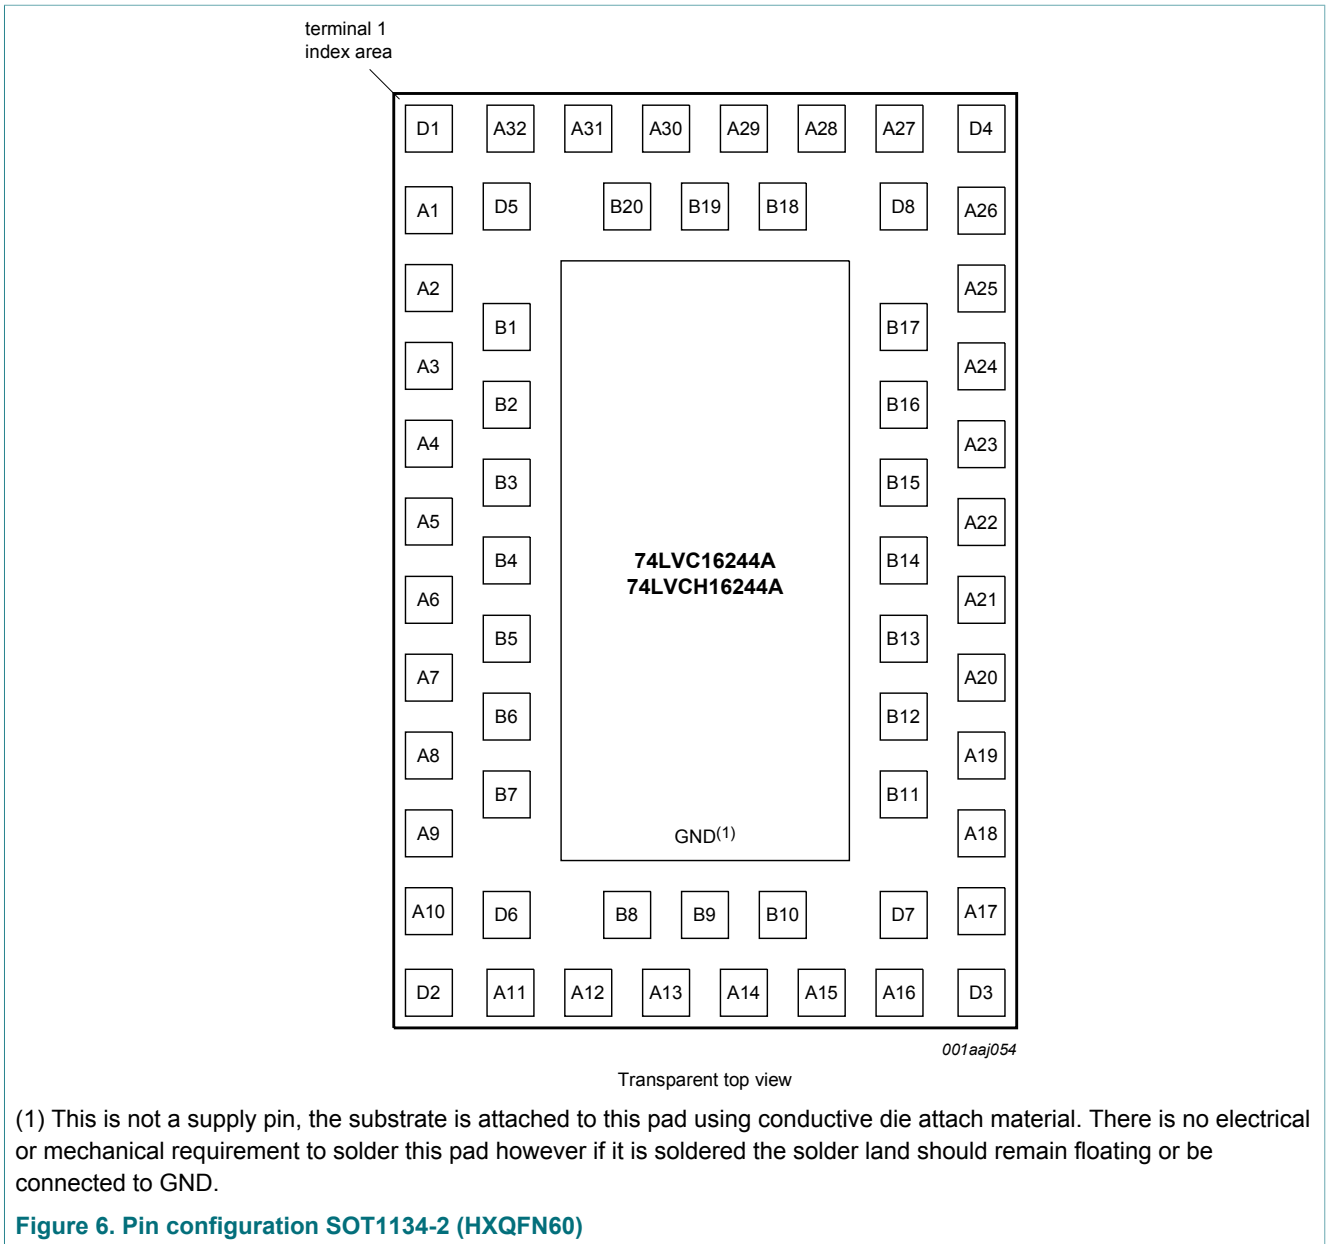 terminal 1
index area
D1 A32 A31 A30 A29 A28 A27 D4
A1 D5 B20 B19 B18 D8 A26
A2 A25
B1 B17
A3 A24
B2 B16
A4 A23
B3 B15
A5 A22
B4 74LVC16244A B14
74LVCH16244A
A6 A21
B5 B13
A7 A20
B6 B12
A8 A19
B7 B11
A9 GND(1) A18
A10 D6 B8 B9 B10 D7 A17
D2 A11 A12 A13 A14 A15 A16 D3
001aaj054
Transparent top view
(1) This is not a supply pin, the substrate is attached to this pad using conductive die attach material. There is no electrical
or mechanical requirement to solder this pad however if it is soldered the solder land should remain floating or be
connected to GND.
Figure 6. Pin configuration SOT1134-2 (HXQFN60)